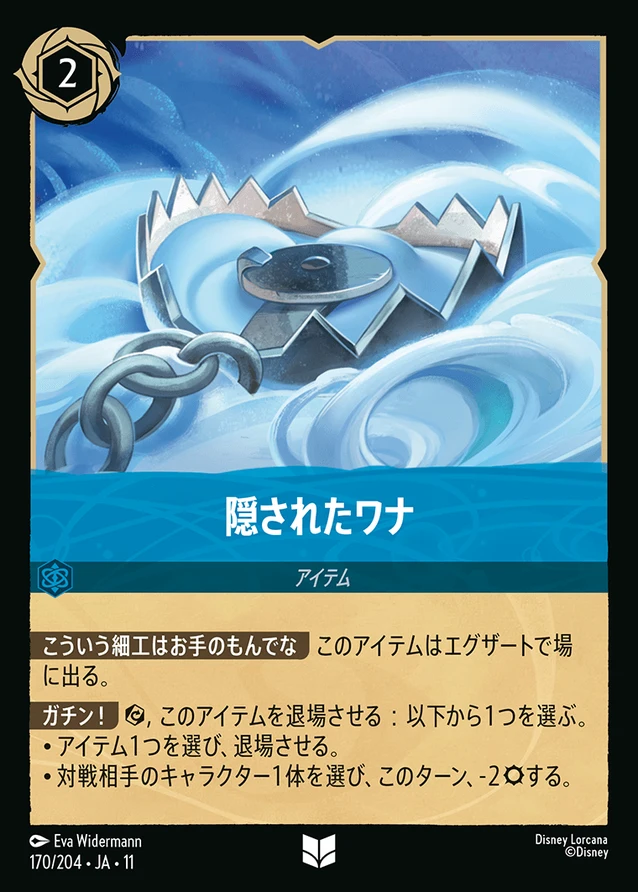 2
隠されたワナ
アイテム
こういう細工はお手のもんでな このアイテムはエグザートで場
に出る。
ガチン! , このアイテムを退場させる : 以下から1つを選ぶ。
• アイテム1つを選び、退場させる。
• 対戦相手のキャラクター1体を選び、このターン、-2する。
Eva Widermann
Disney Lorcana
170/204 • JA • 11
©Disney